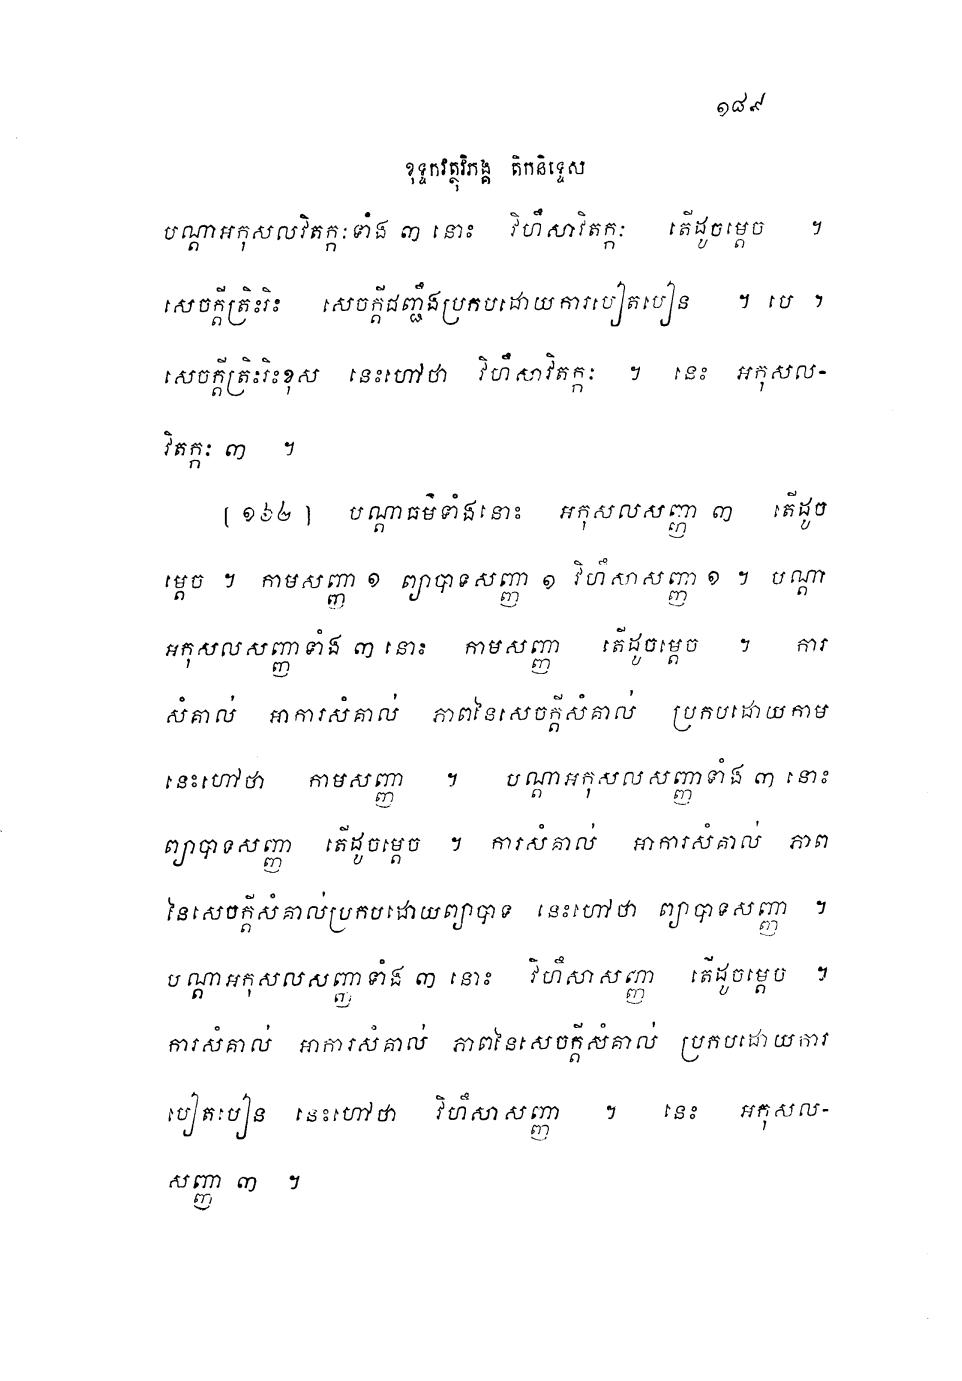 ១៨៩
ខុទ្ទកវត្ថុវិភង្គ តិកនិទ្ទេស
បណ្ដាអកុសលវិតក្កៈទាំង ៣ នោះ វិហឹសាវិតក្កៈ តើដូចម្ដេច ។
សេចក្ដីត្រិះរិះ សេចក្ដីជញ្ជឹងប្រកបដោយការបៀតបៀន ។ បេ ។
សេចក្ដីត្រិះរិះខុស នេះហៅថា វិហឹសាវិតក្កៈ ។ នេះ អកុសល-
វិតក្កៈ ៣ ។
[ ១៦៤ ] បណ្ដាធម៌ទាំងនោះ អកុសលសញ្ញា ៣ តើដូច
ម្ដេច ។ កាមសញ្ញា ១ ព្យាបាទសញ្ញា ១ វិហឹសាសញ្ញា ១ ។ បណ្ដា
អកុសលសញ្ញាទាំង ៣ នោះ កាមសញ្ញា តើដូចម្ដេច ។ ការ
សំគាល់ អាការសំគាល់ ភាពនៃសេចក្ដីសំគាល់ ប្រកបដោយកាម
នេះហៅថា កាមសញ្ញា ។ បណ្ដាអកុសលសញ្ញាទាំង ៣ នោះ
ព្យាបាទសញ្ញា តើដូចម្ដេច ។ ការសំគាល់ អាការសំគាល់ ភាព
នៃសេចក្ដីសំគាល់ប្រកបដោយព្យាបាទ នេះហៅថា ព្យាបាទសញ្ញា ។
បណ្ដាអកុសលសញ្ញាទាំង ៣ នោះ វិហឹសាសញ្ញា តើដូចម្ដេច ។
ការសំគាល់ អាការសំគាល់ ភាពនៃសេចក្ដីសំគាល់ ប្រកបដោយការ
បៀតបៀន នេះហៅថា វិហឹសាសញ្ញា ។ នេះ អកុសល-
សញ្ញា ៣ ។